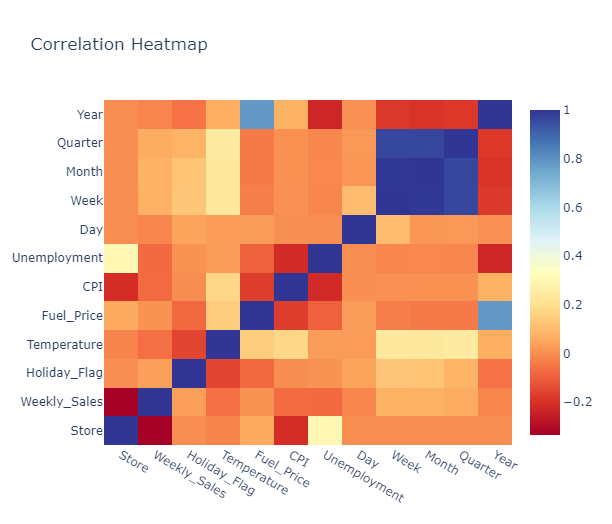 Correlation Heatmap
Year
Quarter
Month
Week
Day
Unemployment
CPI
Fuel_Price
Temperature
Holiday_Flag
Weekly_Sales
Store
Store
Weekly_Sales
Holiday_Flag
Temperature
Fuel_Price
CPI
Unemployment
Day
Week
Month
Quarter
Year
1
0.8
0.6
0.4
0.2
0
−0.2